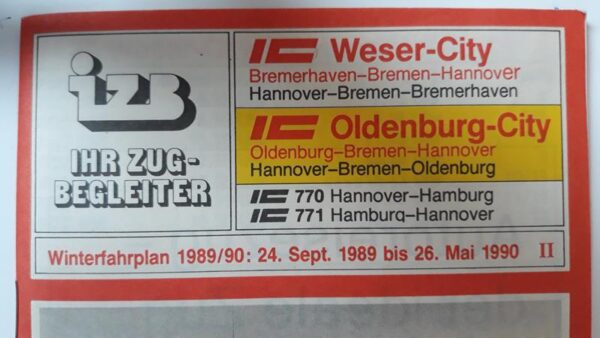 iZB
IHR ZUG-
BEGLEITER
IC Weser-City
Bremerhaven–Bremen–Hannover
Hannover–Bremen–Bremerhaven
IC Oldenburg-City
Oldenburg–Bremen–Hannover
Hannover–Bremen–Oldenburg
IC 770 Hannover–Hamburg
IC 771 Hamburg–Hannover
Winterfahrplan 1989/90: 24. Sept. 1989 bis 26. Mai 1990 II